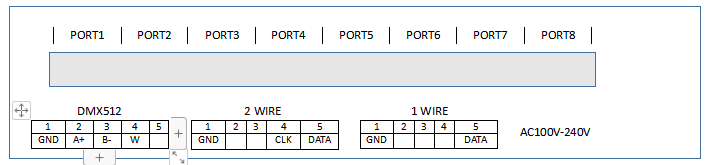 PORT1 PORT2 PORT3 PORT4 PORT5 PORT6 PORT7 PORT8
DMX512 2 WIRE 1 WIRE
1 2 3 4 5 1 2 3 4 5 1 2 3 4 5
GND A+ B- W GND CLK DATA GND DATA
AC100V-240V